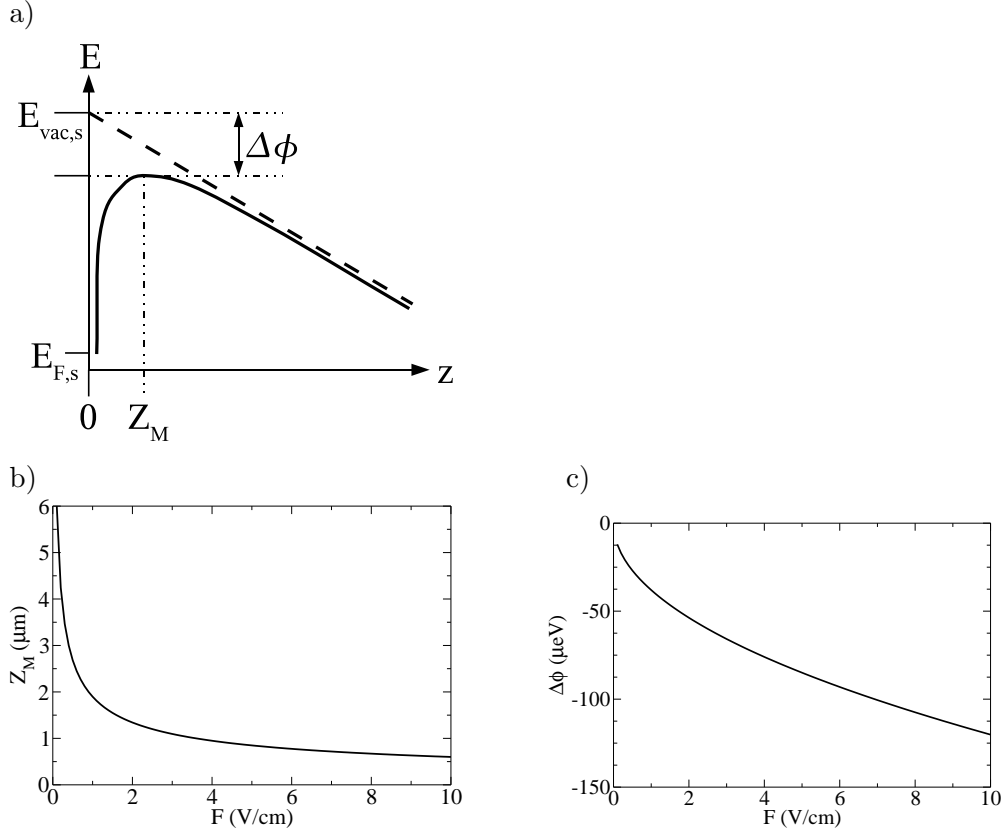 a)
E
E_vac,s
Δϕ
E_F,s
z
0
Z_M
b)
6
5
4
3
2
1
0
Z_M (μm)
0 2 4 6 8 10
F (V/cm)
c)
0
-50
-100
-150
Δϕ (μeV)
0 2 4 6 8 10
F (V/cm)